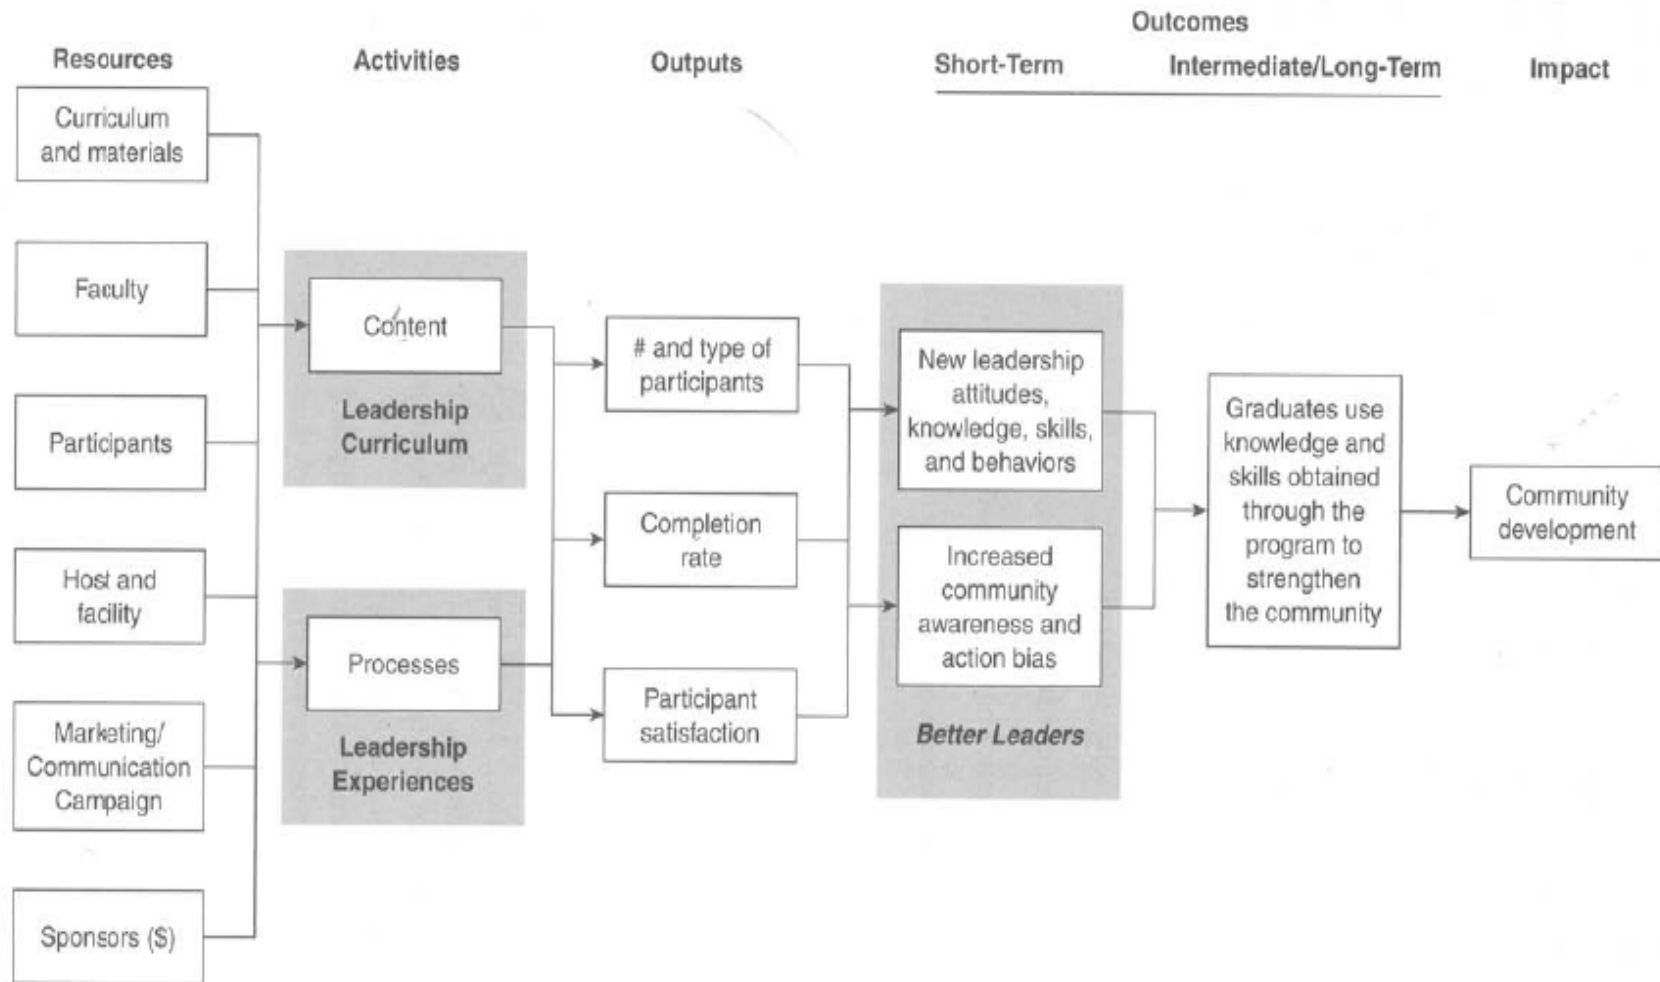 Outcomes
Resources
Activities
Outputs
Short-Term
Intermediate/Long-Term
Impact
Curriculum
and materials
Faculty
Participants
Host and
facility
Marketing/
Communication
Campaign
Sponsors ($)
Content
Leadership
Curriculum
Processes
Leadership
Experiences
# and type of
participants
Completion
rate
Participant
satisfaction
New leadership
attitudes,
knowledge, skills,
and behaviors
Increased
community
awareness and
action bias
Better Leaders
Graduates use
knowledge and
skills obtained
through the
program to
strengthen
the community
Community
development